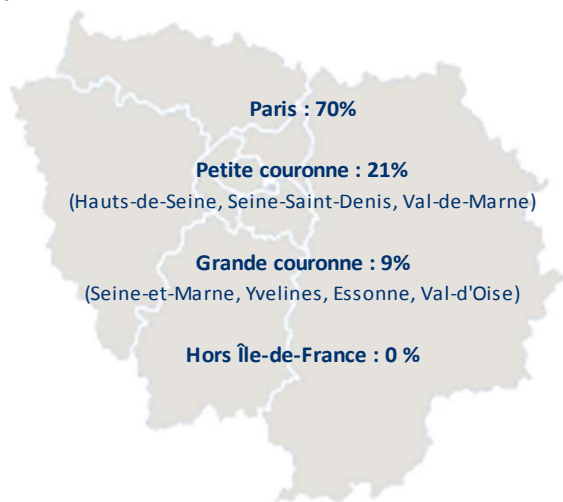 Paris : 70%
Petite couronne : 21%
(Hauts-de-Seine, Seine-Saint-Denis, Val-de-Marne)
Grande couronne : 9%
(Seine-et-Marne, Yvelines, Essonne, Val-d'Oise)
Hors Île-de-France : 0 %